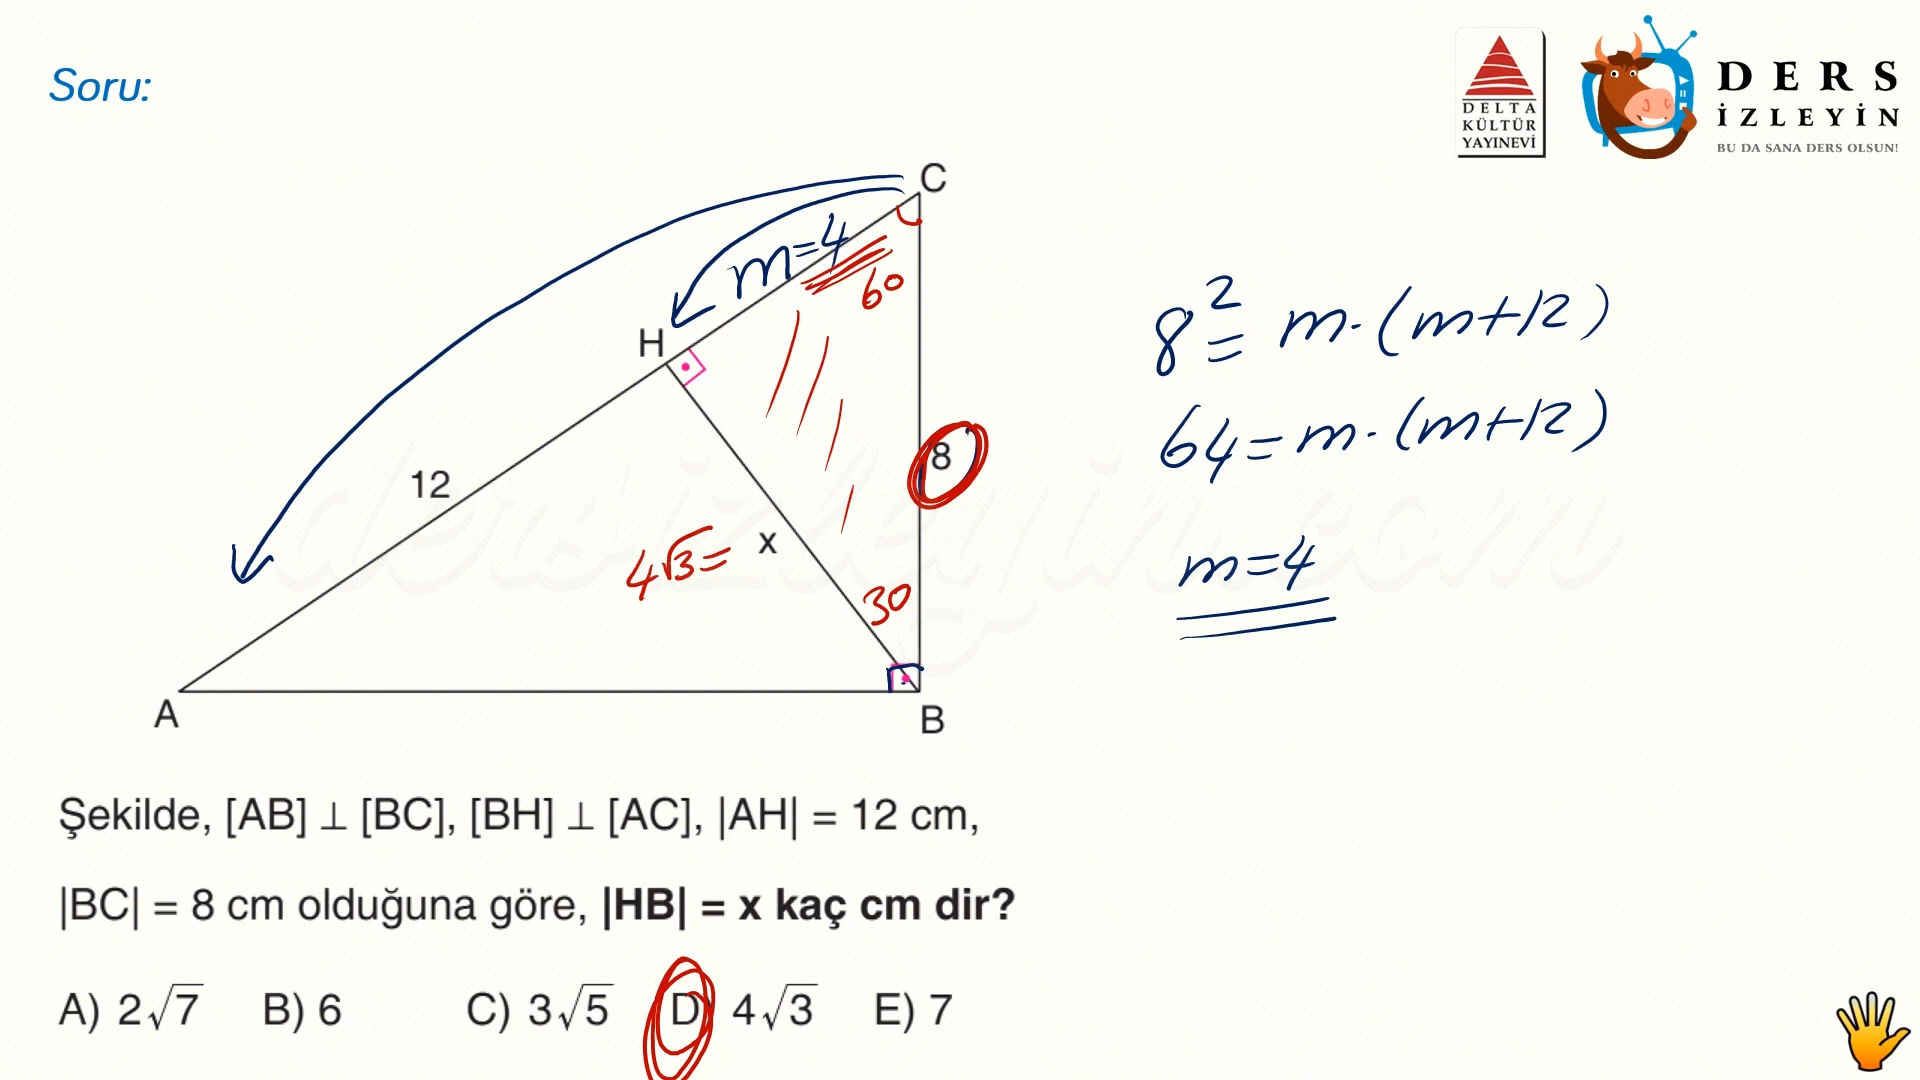 Soru:
DELTA
KÜLTÜR
YAYINEVİ
DERS
İZLEYİN
BU DA SANA DERS OLSUN!
C
m=4
60
H
8² = m·(m+12)
64=m·(m+12)
8
12
x
4√3=
m=4
30
A
B
dersizleyin.com
Şekilde, [AB] ⊥ [BC], [BH] ⊥ [AC], |AH| = 12 cm,
|BC| = 8 cm olduğuna göre, |HB| = x kaç cm dir?
A) 2√7 B) 6 C) 3√5 D) 4√3 E) 7